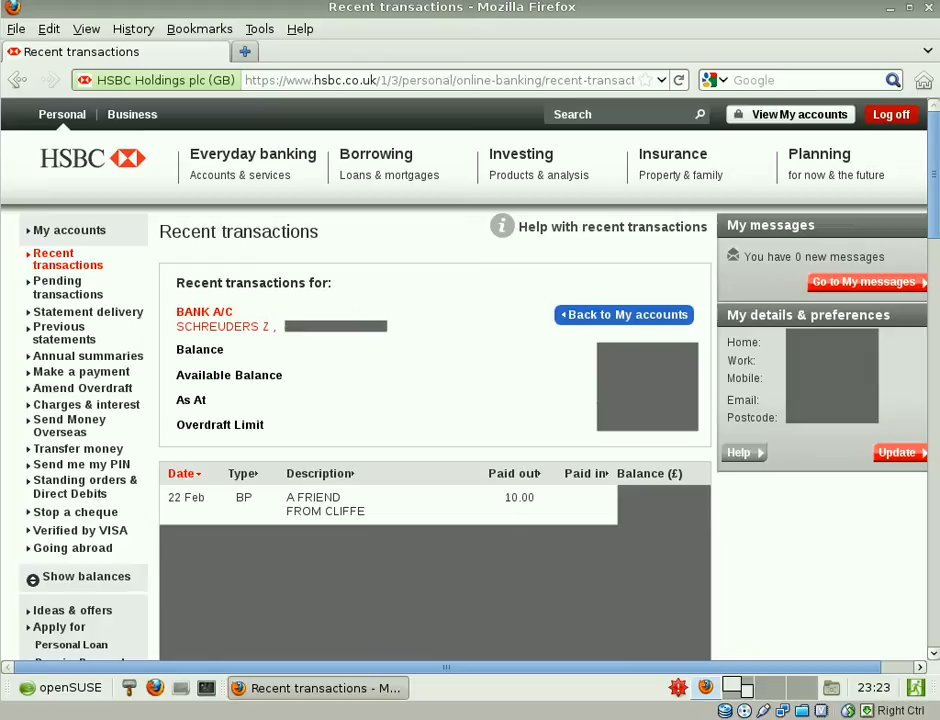 Recent transactions - Mozilla Firefox
File Edit View History Bookmarks Tools Help
Recent transactions
HSBC Holdings plc (GB) https://www.hsbc.co.uk/1/3/personal/online-banking/recent-transact Google
Personal | Business Search View My accounts Log off
HSBC
Everyday banking
Accounts & services
Borrowing
Loans & mortgages
Investing
Products & analysis
Insurance
Property & family
Planning
for now & the future
My accounts
Recent
transactions
Pending
transactions
Statement delivery
Previous
statements
Annual summaries
Make a payment
Amend Overdraft
Charges & interest
Send Money
Overseas
Transfer money
Send me my PIN
Standing orders &
Direct Debits
Stop a cheque
Verified by VISA
Going abroad
Show balances
Ideas & offers
Apply for
Personal Loan
Recent transactions
Help with recent transactions
Recent transactions for:
BANK A/C
SCHREUDERS Z ,
Back to My accounts
Balance
Available Balance
As At
Overdraft Limit
Date Type Description Paid out Paid in Balance (£)
22 Feb BP A FRIEND 10.00
FROM CLIFFE
My messages
You have 0 new messages
Go to My messages
My details & preferences
Home:
Work:
Mobile:
Email:
Postcode:
Help Update
openSUSE Recent transactions - M... 23:23
Right Ctrl